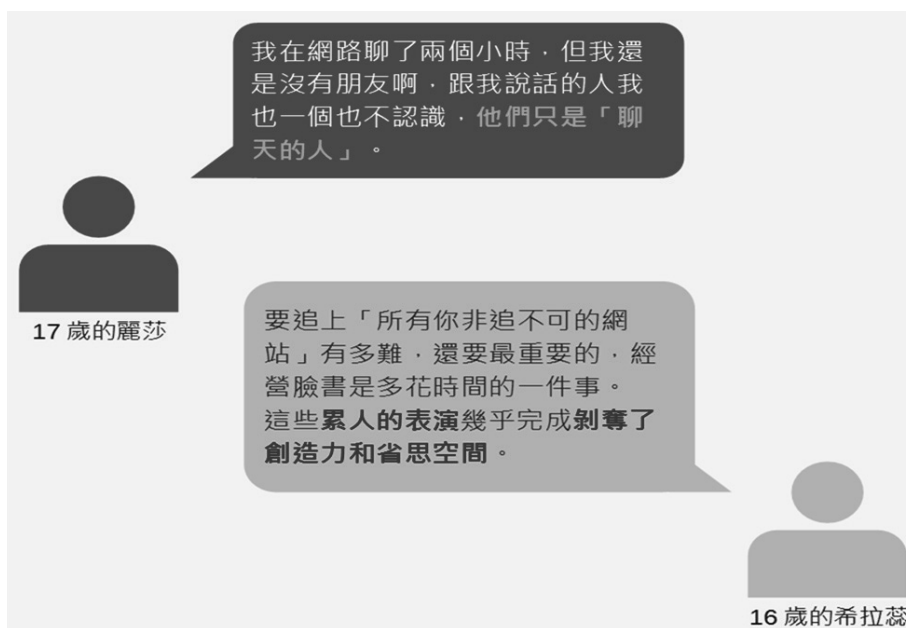 我在網路聊了兩個小時，但我還
是沒有朋友啊，跟我說話的人我
也一個也不認識，他們只是「聊
天的人」。
17 歲的麗莎
要追上「所有你非追不可的網
站」有多難，還要最重要的，經
營臉書是多花時間的一件事。
這些累人的表演幾乎完成剝奪了
創造力和省思空間。
16 歲的希拉蕊